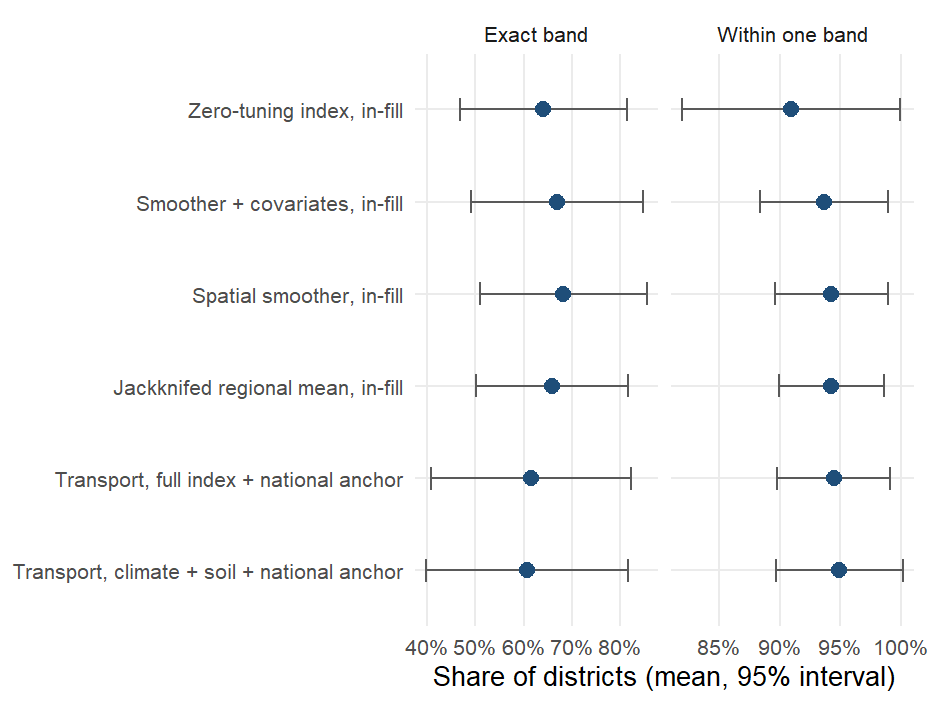 Exact band
Within one band
Zero-tuning index, in-fill
Smoother + covariates, in-fill
Spatial smoother, in-fill
Jackknifed regional mean, in-fill
Transport, full index + national anchor
Transport, climate + soil + national anchor
40% 50% 60% 70% 80%
85% 90% 95% 100%
Share of districts (mean, 95% interval)